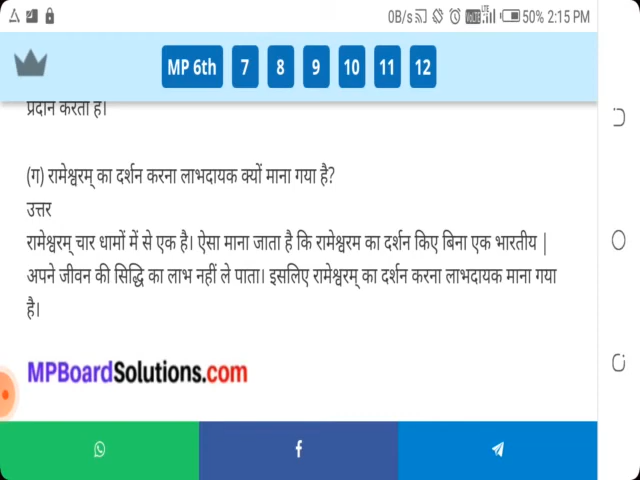 0B/s 50% 2:15 PM
MP 6th 7 8 9 10 11 12
प्रदान करता है।
(ग) रामेश्वरम् का दर्शन करना लाभदायक क्यों माना गया है?
उत्तर
रामेश्वरम् चार धामों में से एक है। ऐसा माना जाता है कि रामेश्वरम का दर्शन किए बिना एक भारतीय |
अपने जीवन की सिद्धि का लाभ नहीं ले पाता। इसलिए रामेश्वरम् का दर्शन करना लाभदायक माना गया
है।
MPBoardSolutions.com